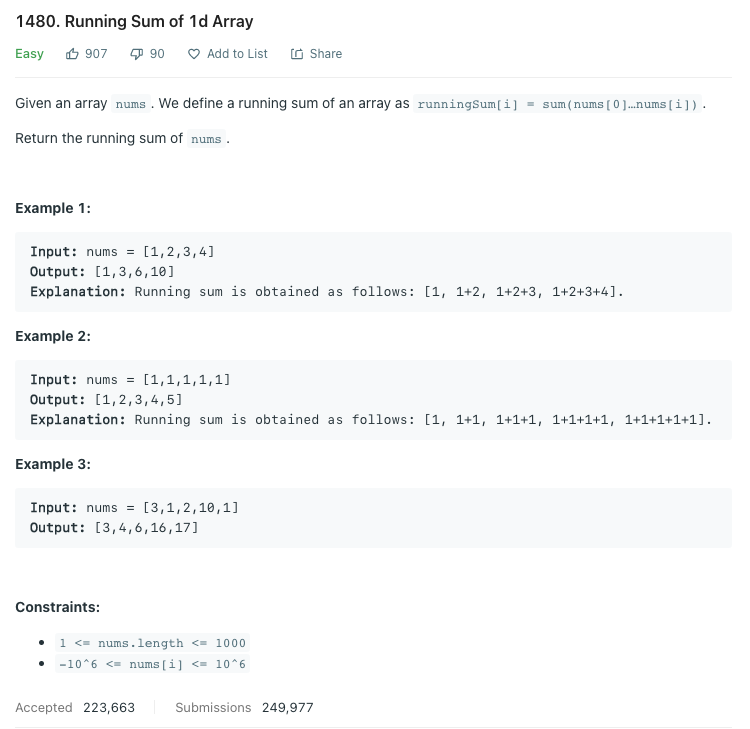 1480. Running Sum of 1d Array
Easy 907 90 Add to List Share
Given an array nums . We define a running sum of an array as runningSum[i] = sum(nums[0]…nums[i]) .
Return the running sum of nums .
Example 1:
Input: nums = [1,2,3,4]
Output: [1,3,6,10]
Explanation: Running sum is obtained as follows: [1, 1+2, 1+2+3, 1+2+3+4].
Example 2:
Input: nums = [1,1,1,1,1]
Output: [1,2,3,4,5]
Explanation: Running sum is obtained as follows: [1, 1+1, 1+1+1, 1+1+1+1, 1+1+1+1+1].
Example 3:
Input: nums = [3,1,2,10,1]
Output: [3,4,6,16,17]
Constraints:
• 1 <= nums.length <= 1000
• -10^6 <= nums[i] <= 10^6
Accepted 223,663 Submissions 249,977